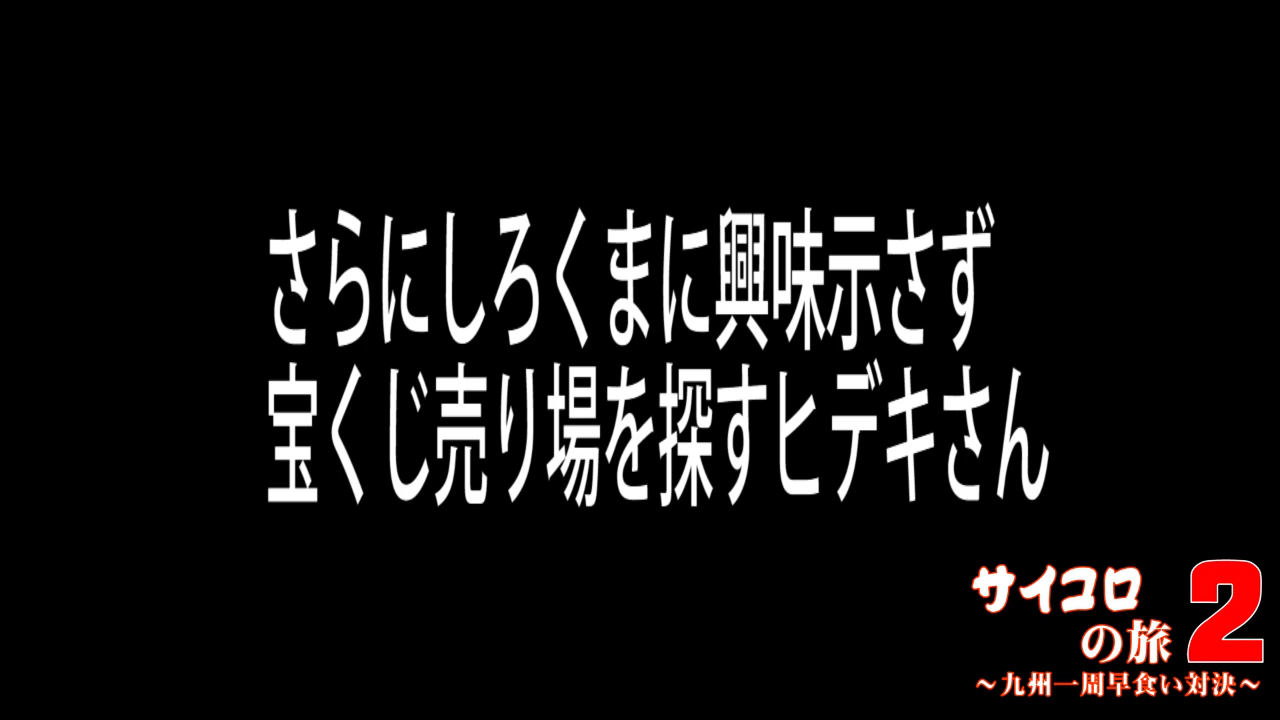 さらにしろくまに興味示さず
宝くじ売り場を探すヒデキさん
サイコロ
の旅2
~九州一周早食い対決~